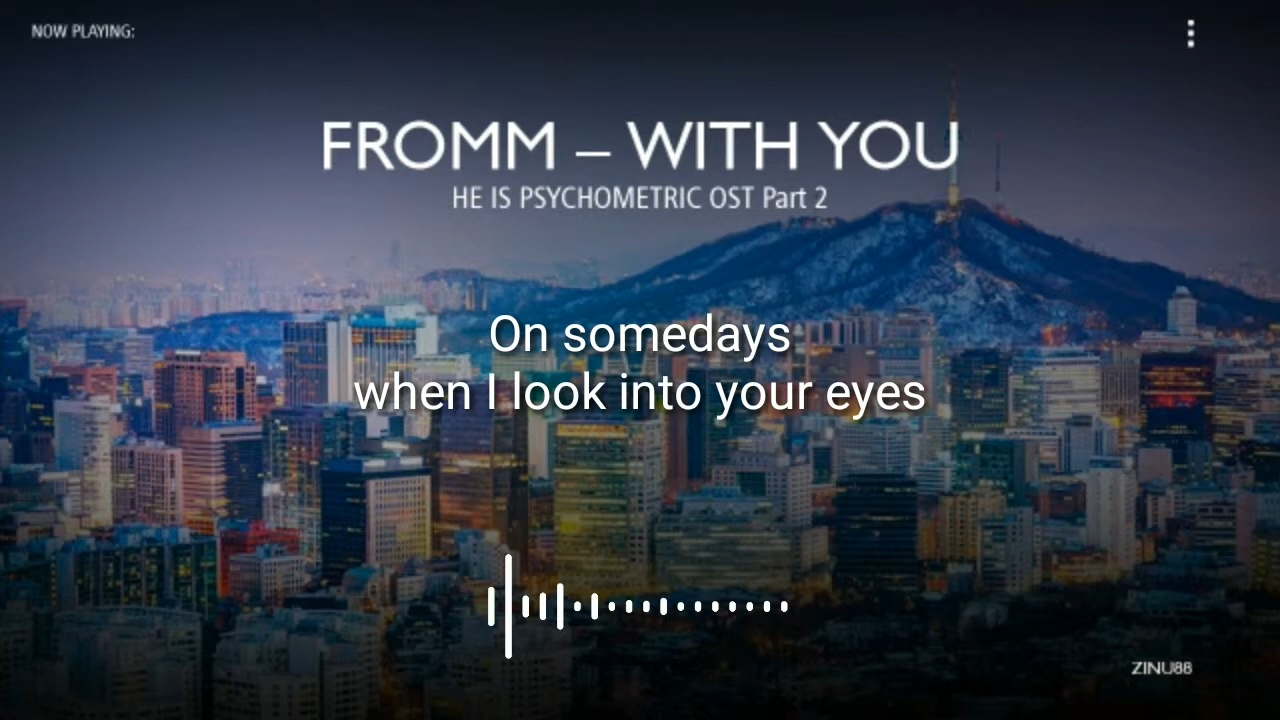 NOW PLAYING:
FROMM – WITH YOU
HE IS PSYCHOMETRIC OST Part 2
On somedays
when I look into your eyes
ZINU88